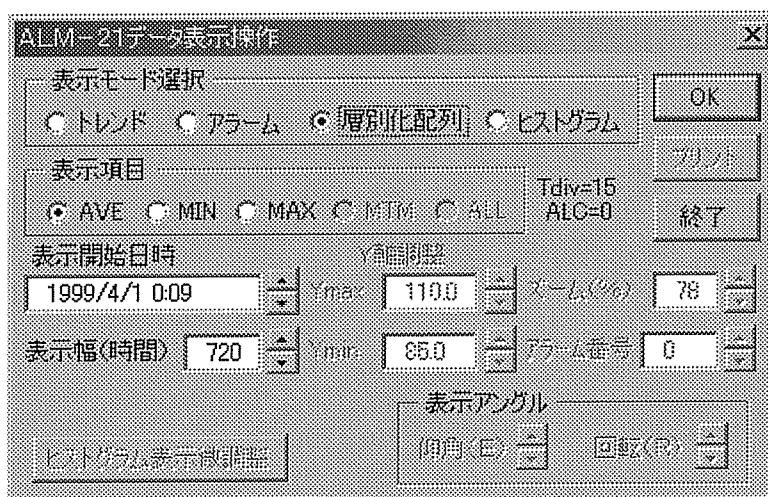 ALM－21データ表示操作
表示モード選択
トレンド アラーム 層別化配列 ヒストグラム
OK
プリント
表示項目
AVE MIN MAX MTM ALL
Tdiv=15
ALC=0
終了
表示開始日時 Y軸調整
1999/4/1 0:09 Ymax 110.0 ズーム(%) 78
表示幅(時間) 720 Ymin 85.0 アラーム番号 0
表示アングル
ヒストグラム表示微調整 仰角(E) 回転(R)